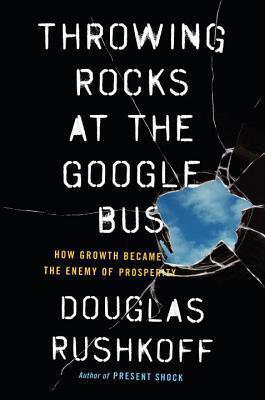 THROWING
ROCKS
AT THE
GOOGLE
BUS
HOW GROWTH BECAME
THE ENEMY OF PROSPERITY
DOUGLAS
RUSHKOFF
Author of PRESENT SHOCK